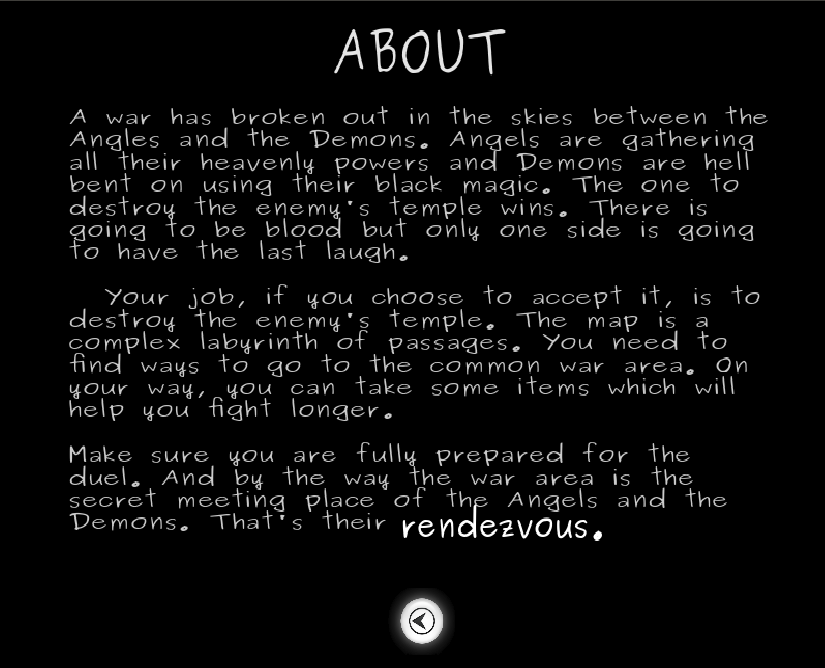 ABOUT
A war has broken out in the skies between the
Angles and the Demons. Angels are gathering
all their heavenly powers and Demons are hell
bent on using their black magic. The one to
destroy the enemy's temple wins. There is
going to be blood but only one side is going
to have the last laugh.
Your job, if you choose to accept it, is to
destroy the enemy's temple. The map is a
complex labyrinth of passages. You need to
find ways to go to the common war area. On
your way, you can take some items which will
help you fight longer.
Make sure you are fully prepared for the
duel. And by the way the war area is the
secret meeting place of the Angels and the
Demons. That's their rendezvous.